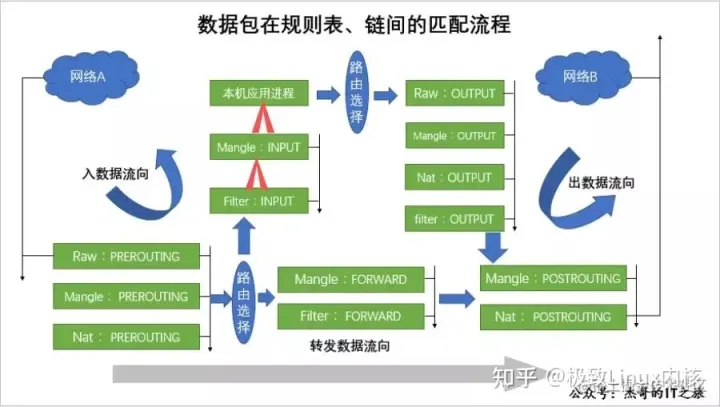 数据包在规则表、链间的匹配流程
网络A
本机应用进程
路由选择
Raw：OUTPUT
网络B
Mangle：INPUT
Mangle：OUTPUT
入数据流向
Nat：OUTPUT
出数据流向
Filter：INPUT
filter：OUTPUT
Raw：PREROUTING
Mangle：PREROUTING
Nat：PREROUTING
路由选择
Mangle：FORWARD
Filter：FORWARD
Mangle：POSTROUTING
Nat：POSTROUTING
转发数据流向
知乎 @极致Linux内核
公众号：杰哥的IT之旅